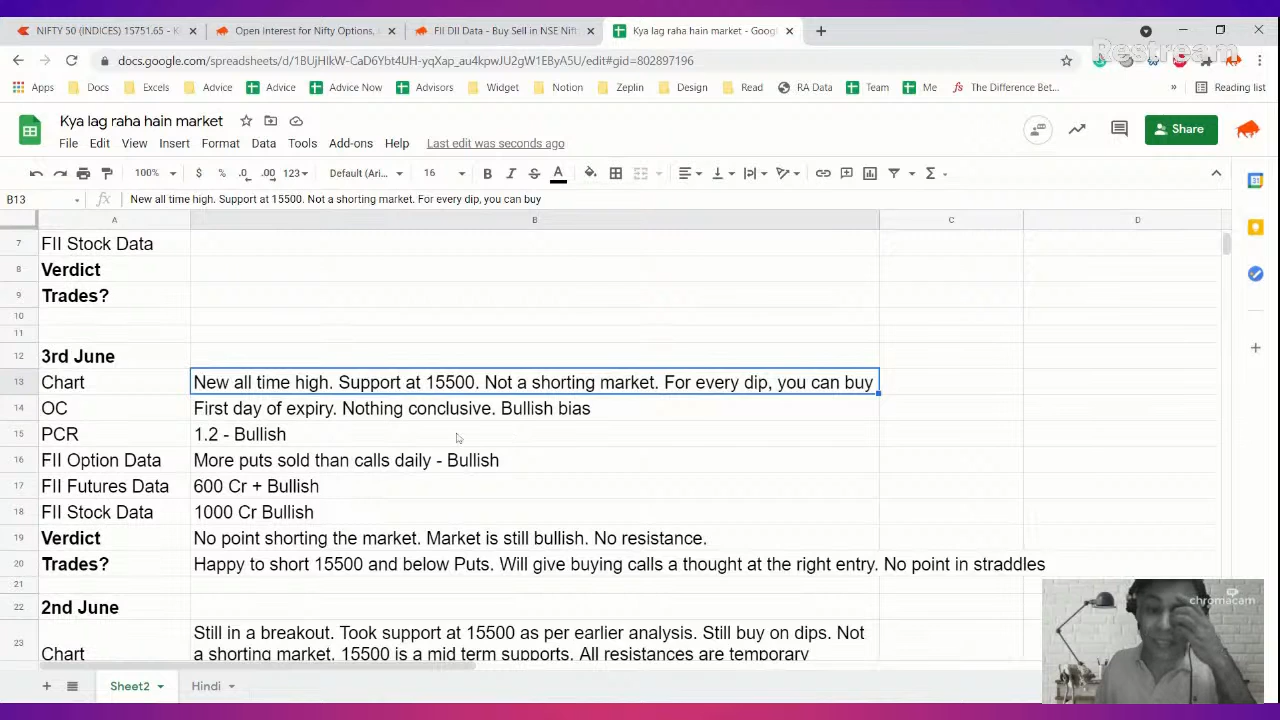 NIFTY 50 (INDICES) 15751.65 - K
Open Interest for Nifty Options,
FII DII Data - Buy Sell in NSE Nift
Kya lag raha hain market - Goog
Restream
docs.google.com/spreadsheets/d/
/edit#gid=802897196
Apps
Docs
Excels
Advice
Advice
Advice Now
Advisors
Widget
Notion
Zeplin
Design
Read
RA Data
Team
Me
The Difference Bet...
»
Reading list
Kya lag raha hain market
File Edit View Insert Format Data Tools Add-ons Help Last edit was seconds ago
Share
100% $ % .0 .00 123 Default (Ari... 16 B I S A
B13 fx New all time high. Support at 15500. Not a shorting market. For every dip, you can buy
A B C D
7 FII Stock Data
8 Verdict
9 Trades?
10
11
12 3rd June
13 Chart New all time high. Support at 15500. Not a shorting market. For every dip, you can buy
14 OC First day of expiry. Nothing conclusive. Bullish bias
15 PCR 1.2 - Bullish
16 FII Option Data More puts sold than calls daily - Bullish
17 FII Futures Data 600 Cr + Bullish
18 FII Stock Data 1000 Cr Bullish
19 Verdict No point shorting the market. Market is still bullish. No resistance.
20 Trades? Happy to short 15500 and below Puts. Will give buying calls a thought at the right entry. No point in straddles
21
22 2nd June
Still in a breakout. Took support at 15500 as per earlier analysis. Still buy on dips. Not
23 Chart a shorting market. 15500 is a mid term supports. All resistances are temporary
chromacam
Sheet2
Hindi